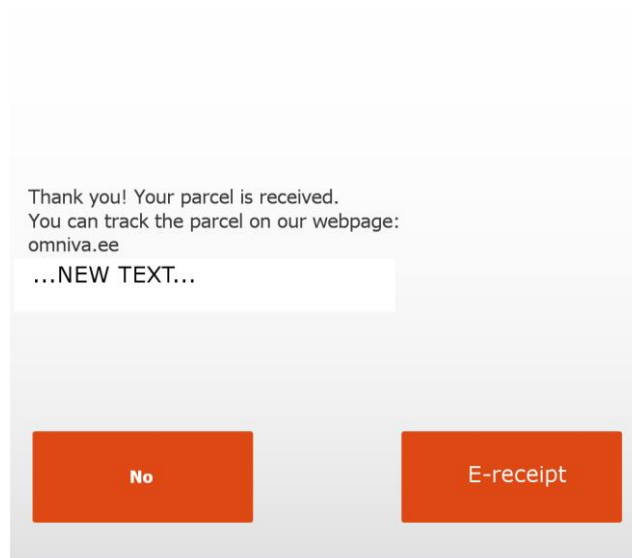 Thank you! Your parcel is received.
You can track the parcel on our webpage:
omniva.ee
...NEW TEXT...
No
E-receipt